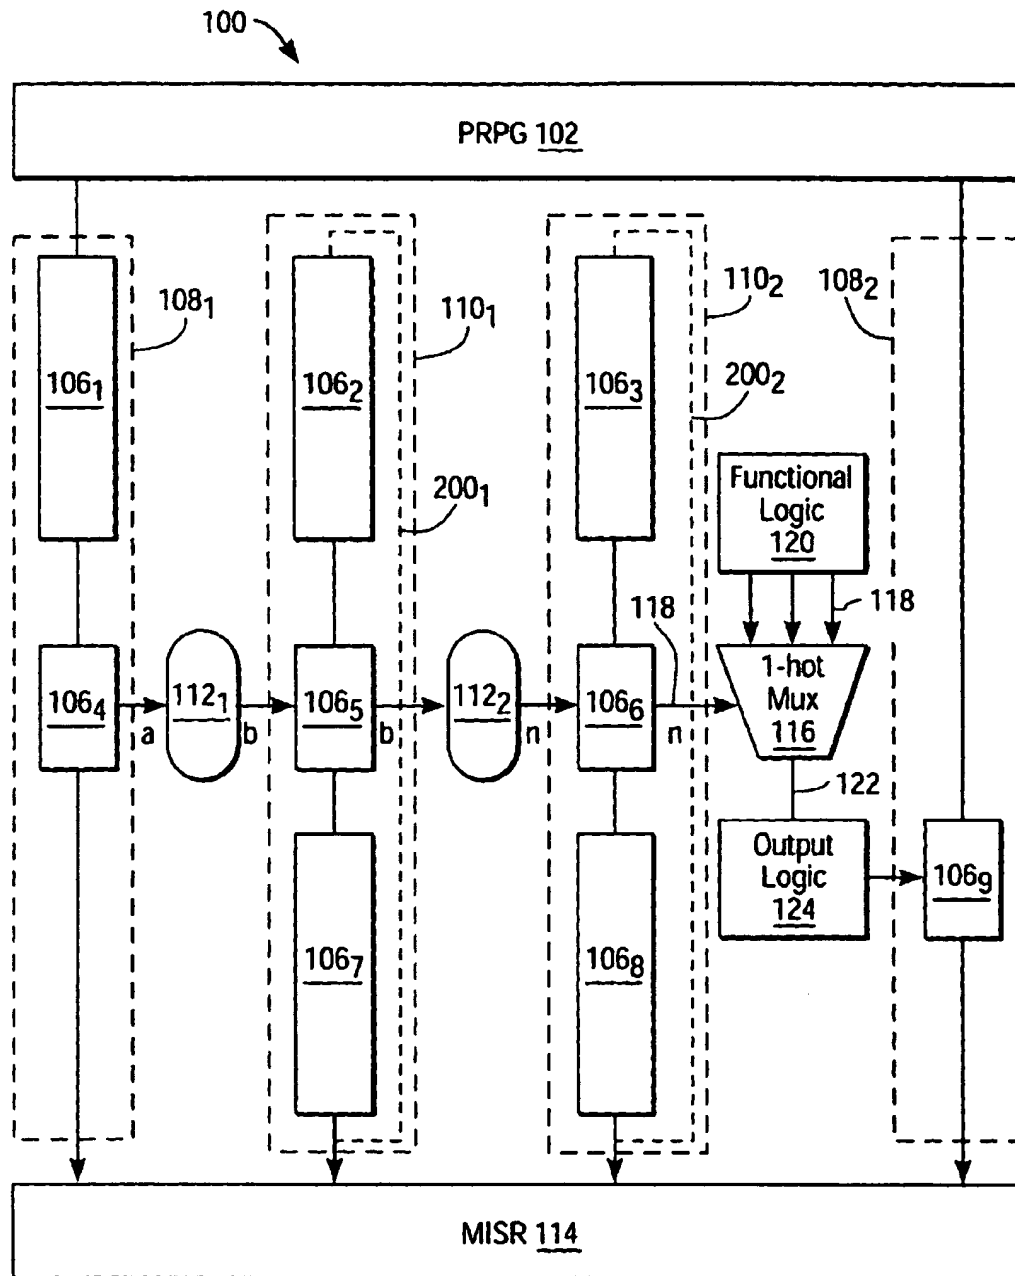 100
PRPG 102
108₁
110₁
110₂
108₂
106₁
106₂
106₃
200₂
200₁
Functional
Logic
120
118
118
106₄
a
112₁
b
106₅
b
112₂
n
106₆
n
1-hot
Mux
116
122
Output
Logic
124
106₉
106₇
106₈
MISR 114